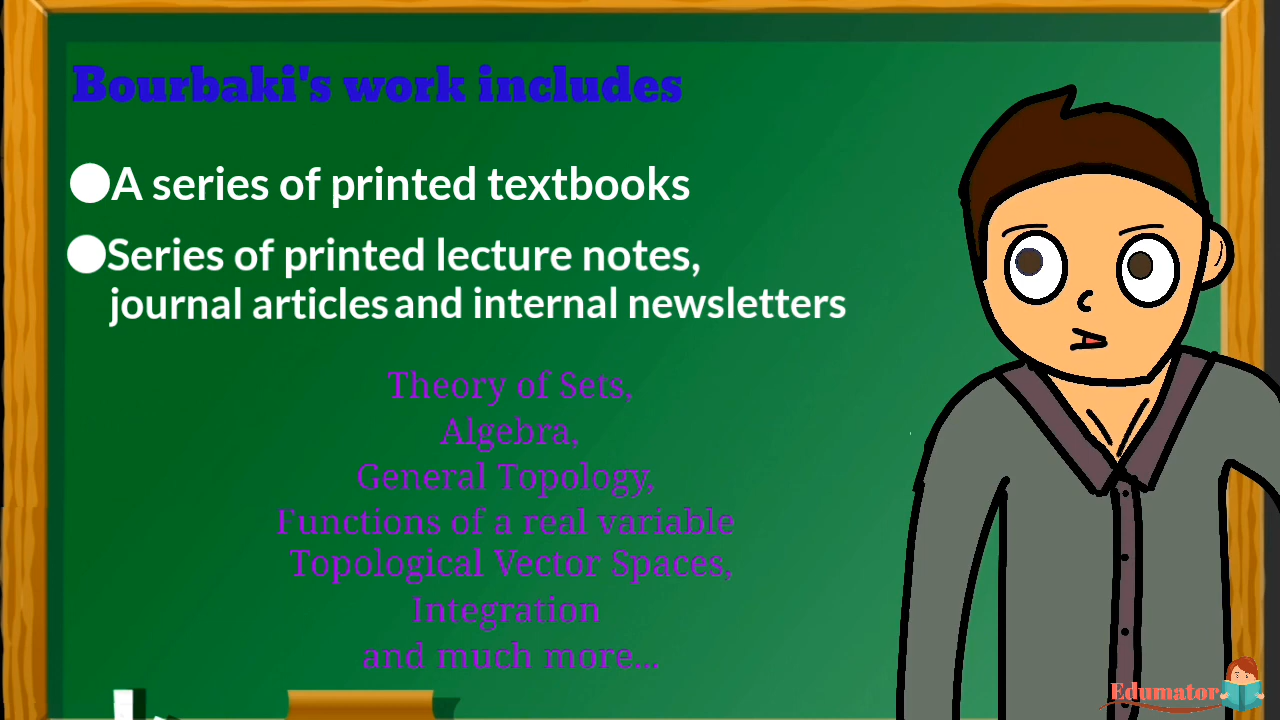 Bourbaki's work includes
A series of printed textbooks
Series of printed lecture notes,
journal articles and internal newsletters
Theory of Sets,
Algebra,
General Topology,
Functions of a real variable
Topological Vector Spaces,
Integration
and much more...
Edumator